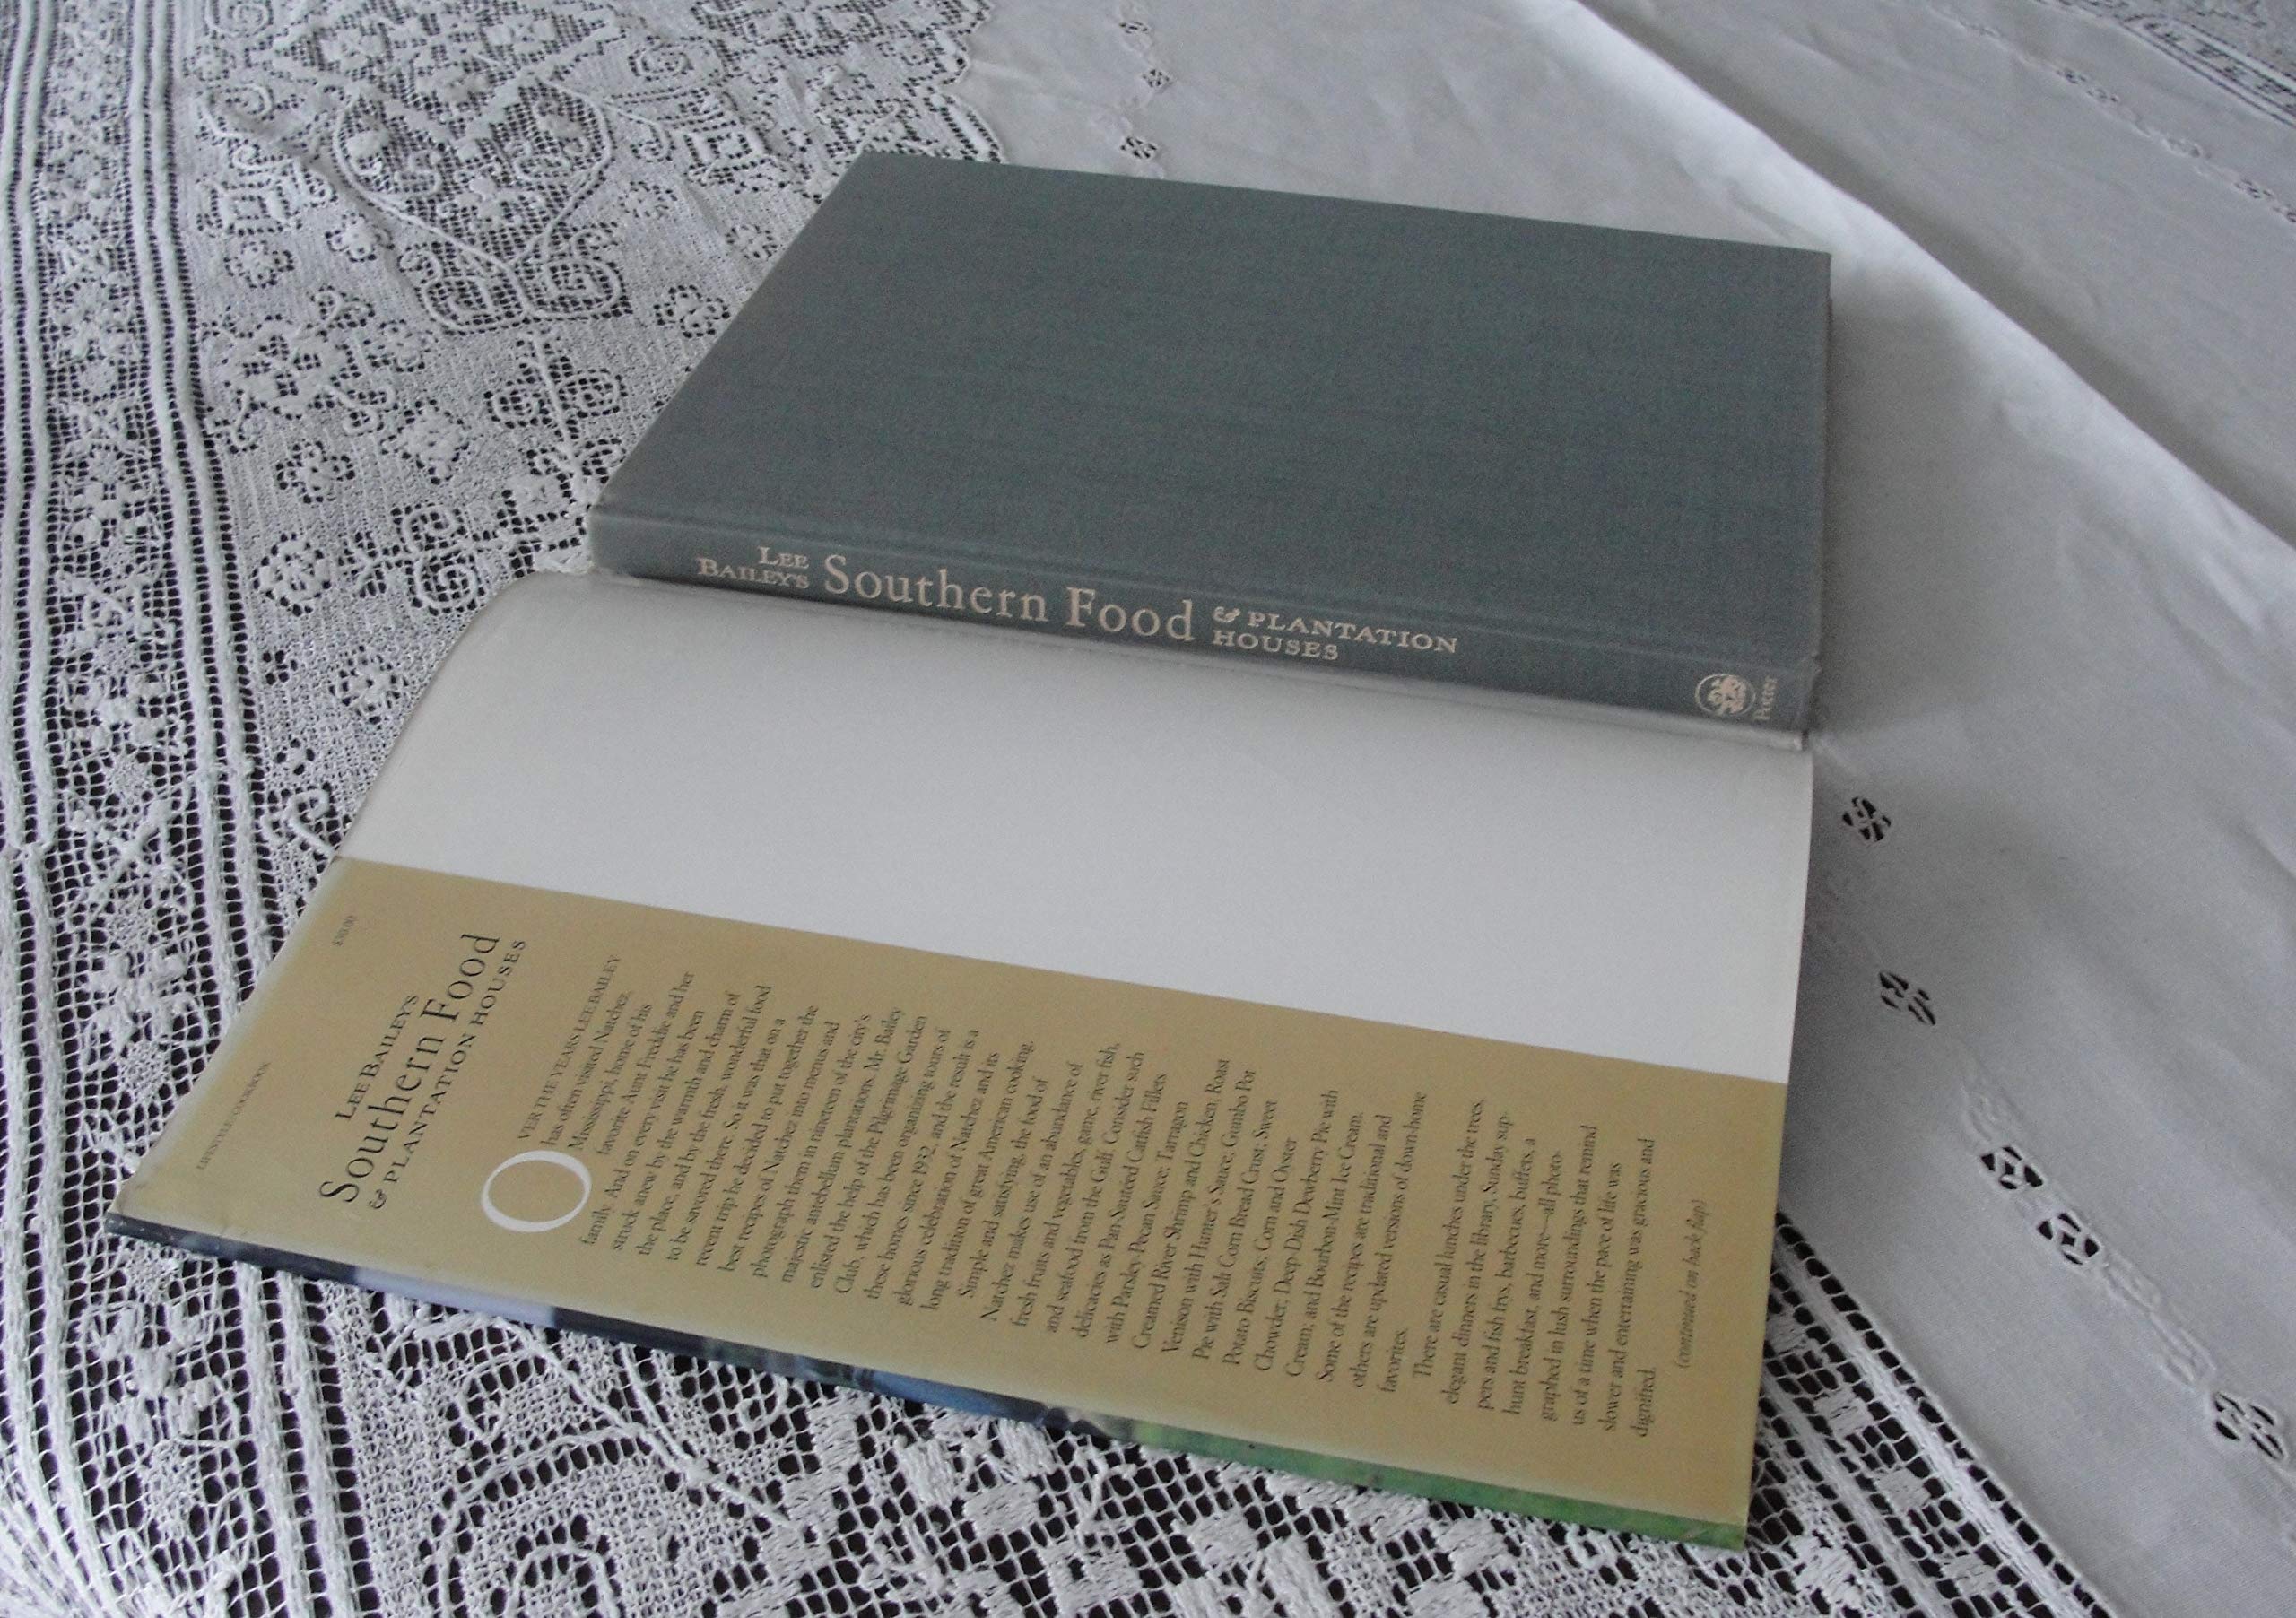 LEE
BAILEY'S
Southern Food
& PLANTATION
HOUSES
Potter
$30.00
LIFESTYLE/COOKBOOK
LEE BAILEY'S
Southern Food
& PLANTATION HOUSES
OVER THE YEARS LEE BAILEY
has often visited Natchez,
Mississippi, home of his
favorite Aunt Freddie and her
family. And on every visit he has been
struck anew by the warmth and charm of
the place, and by the fresh, wonderful food
to be savored there. So it was that on a
recent trip he decided to put together the
best recipes of Natchez into menus and
photograph them in nineteen of the city's
majestic antebellum plantations. Mr. Bailey
enlisted the help of the Pilgrimage Garden
Club, which has been organizing tours of
these homes since 1932, and the result is a
glorious celebration of Natchez and its
long tradition of great American cooking.
Simple and satisfying, the food of
Natchez makes use of an abundance of
fresh fruits and vegetables, game, river fish,
and seafood from the Gulf. Consider such
delicacies as Pan-Sautéed Catfish Fillets
with Parsley-Pecan Sauce; Tarragon
Creamed River Shrimp and Chicken; Roast
Venison with Hunter's Sauce; Gumbo Pot
Pie with Salt Corn Bread Crust; Sweet
Potato Biscuits; Corn and Oyster
Chowder; Deep-Dish Dewberry Pie with
Cream; and Bourbon-Mint Ice Cream.
Some of the recipes are traditional and
others are updated versions of down-home
favorites.
There are casual lunches under the trees,
elegant dinners in the library, Sunday sup-
pers and fish frys, barbecues, buffets, a
hunt breakfast, and more—all photo-
graphed in lush surroundings that remind
us of a time when the pace of life was
slower and entertaining was gracious and
dignified.
(continued on back flap)